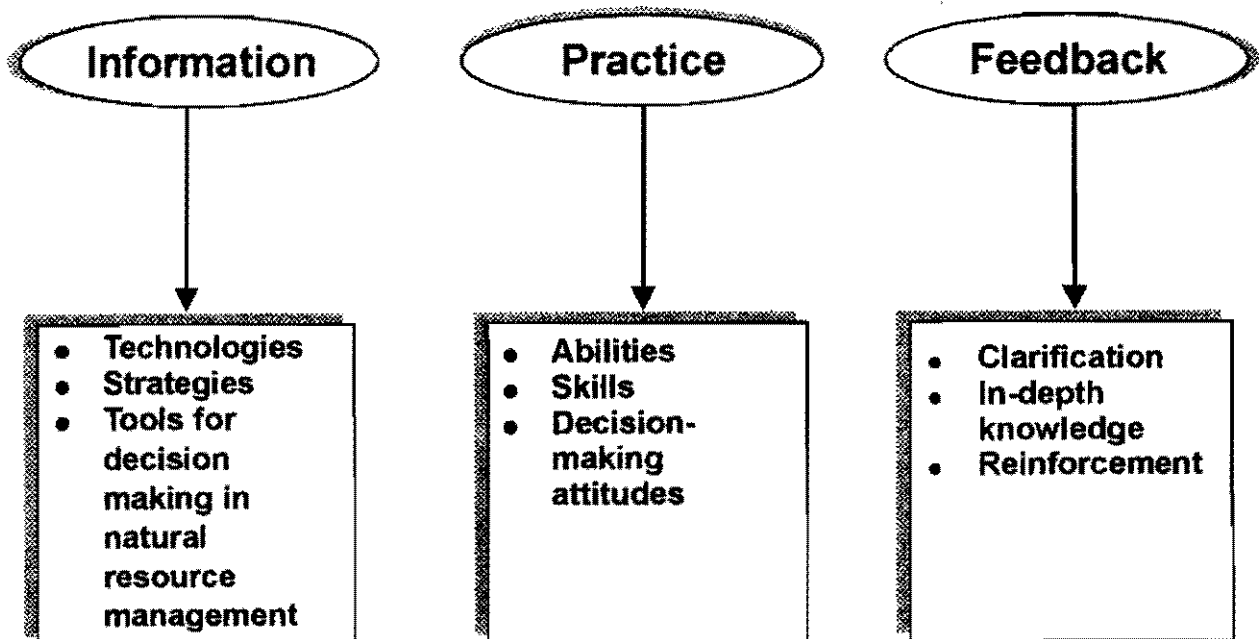 Information
• Technologies
• Strategies
• Tools for
decision
making in
natural
resource
management
Practice
• Abilities
• Skills
• Decision-
making
attitudes
Feedback
• Clarification
• In-depth
knowledge
• Reinforcement